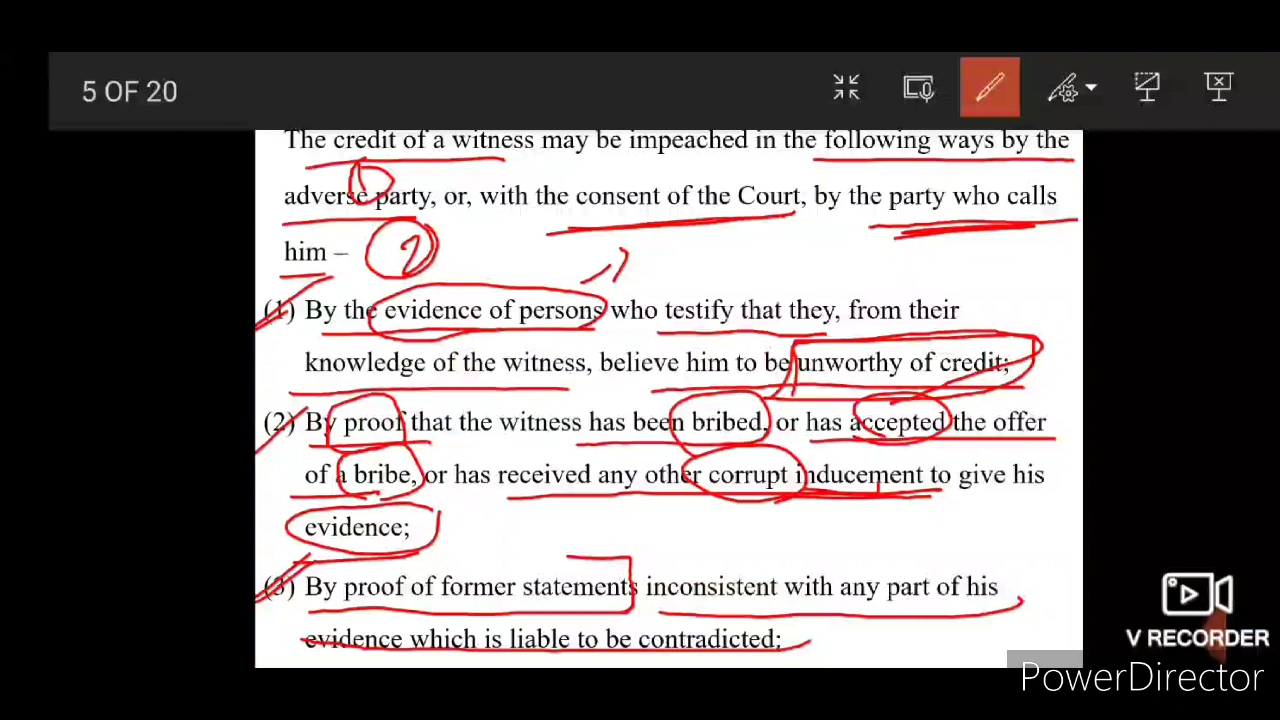 5 OF 20
The credit of a witness may be impeached in the following ways by the
adverse party, or, with the consent of the Court, by the party who calls
him –
(1) By the evidence of persons who testify that they, from their
knowledge of the witness, believe him to be unworthy of credit;
(2) By proof that the witness has been bribed, or has accepted the offer
of a bribe, or has received any other corrupt inducement to give his
evidence;
(3) By proof of former statements inconsistent with any part of his
evidence which is liable to be contradicted;
V RECORDER
PowerDirector